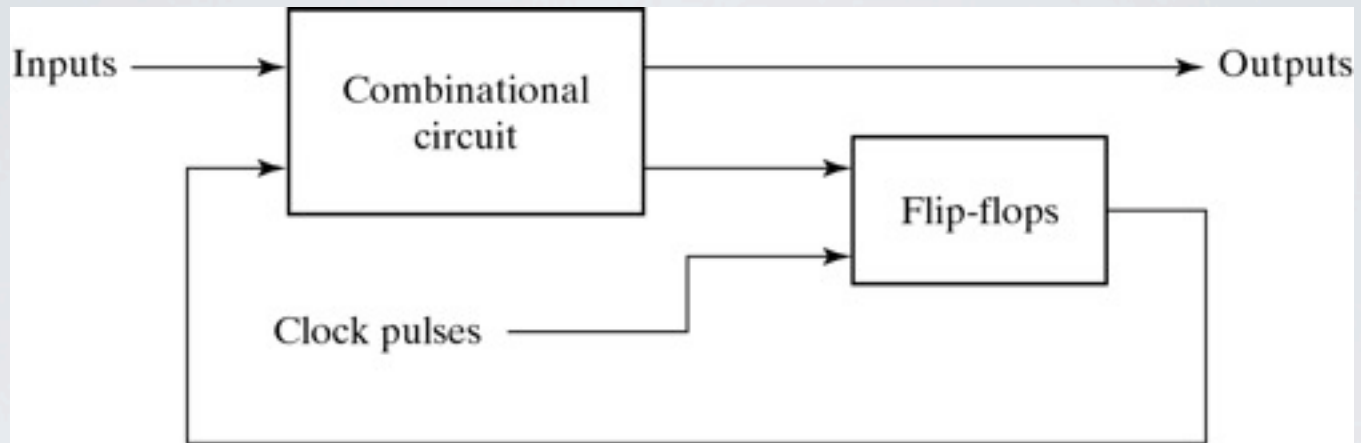 Inputs
Combinational
circuit
Outputs
Flip-flops
Clock pulses